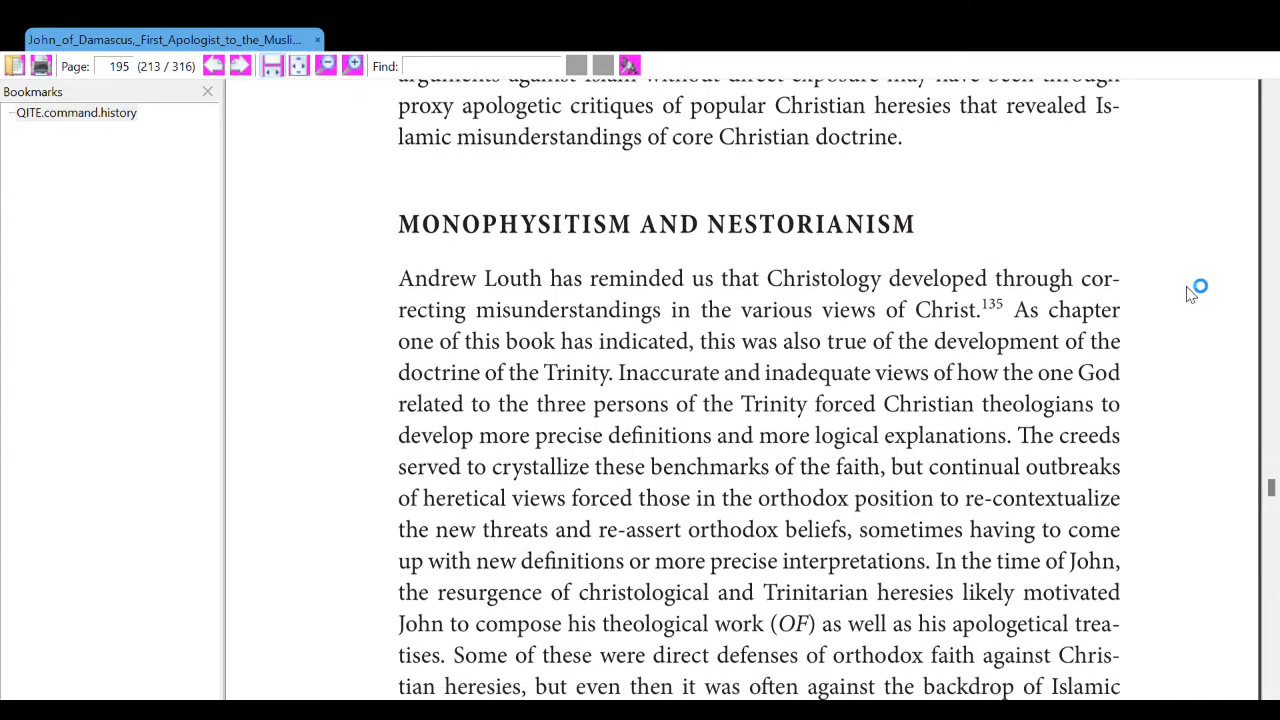 John_of_Damascus,_First_Apologist_to_the_Musli...
Page: 195 (213 / 316) Find:
Bookmarks
QITE.command.history
arguments against Islam without direct exposure may have been through
proxy apologetic critiques of popular Christian heresies that revealed Is-
lamic misunderstandings of core Christian doctrine.
MONOPHYSITISM AND NESTORIANISM
Andrew Louth has reminded us that Christology developed through cor-
recting misunderstandings in the various views of Christ.135 As chapter
one of this book has indicated, this was also true of the development of the
doctrine of the Trinity. Inaccurate and inadequate views of how the one God
related to the three persons of the Trinity forced Christian theologians to
develop more precise definitions and more logical explanations. The creeds
served to crystallize these benchmarks of the faith, but continual outbreaks
of heretical views forced those in the orthodox position to re-contextualize
the new threats and re-assert orthodox beliefs, sometimes having to come
up with new definitions or more precise interpretations. In the time of John,
the resurgence of christological and Trinitarian heresies likely motivated
John to compose his theological work (OF) as well as his apologetical trea-
tises. Some of these were direct defenses of orthodox faith against Chris-
tian heresies, but even then it was often against the backdrop of Islamic